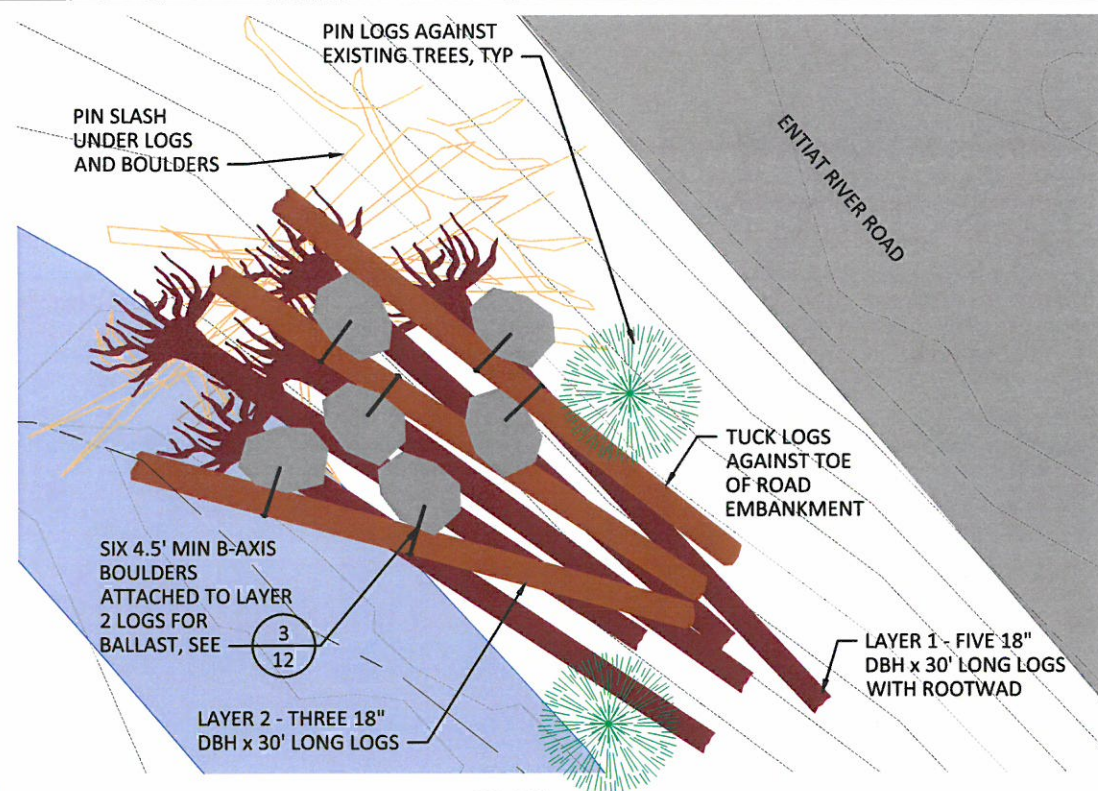 PIN LOGS AGAINST
EXISTING TREES, TYP
PIN SLASH
UNDER LOGS
AND BOULDERS
ENTIAT RIVER ROAD
TUCK LOGS
AGAINST TOE
OF ROAD
EMBANKMENT
SIX 4.5' MIN B-AXIS
BOULDERS
ATTACHED TO LAYER
2 LOGS FOR
BALLAST, SEE
3
12
LAYER 1 - FIVE 18"
DBH x 30' LONG LOGS
WITH ROOTWAD
LAYER 2 - THREE 18"
DBH x 30' LONG LOGS